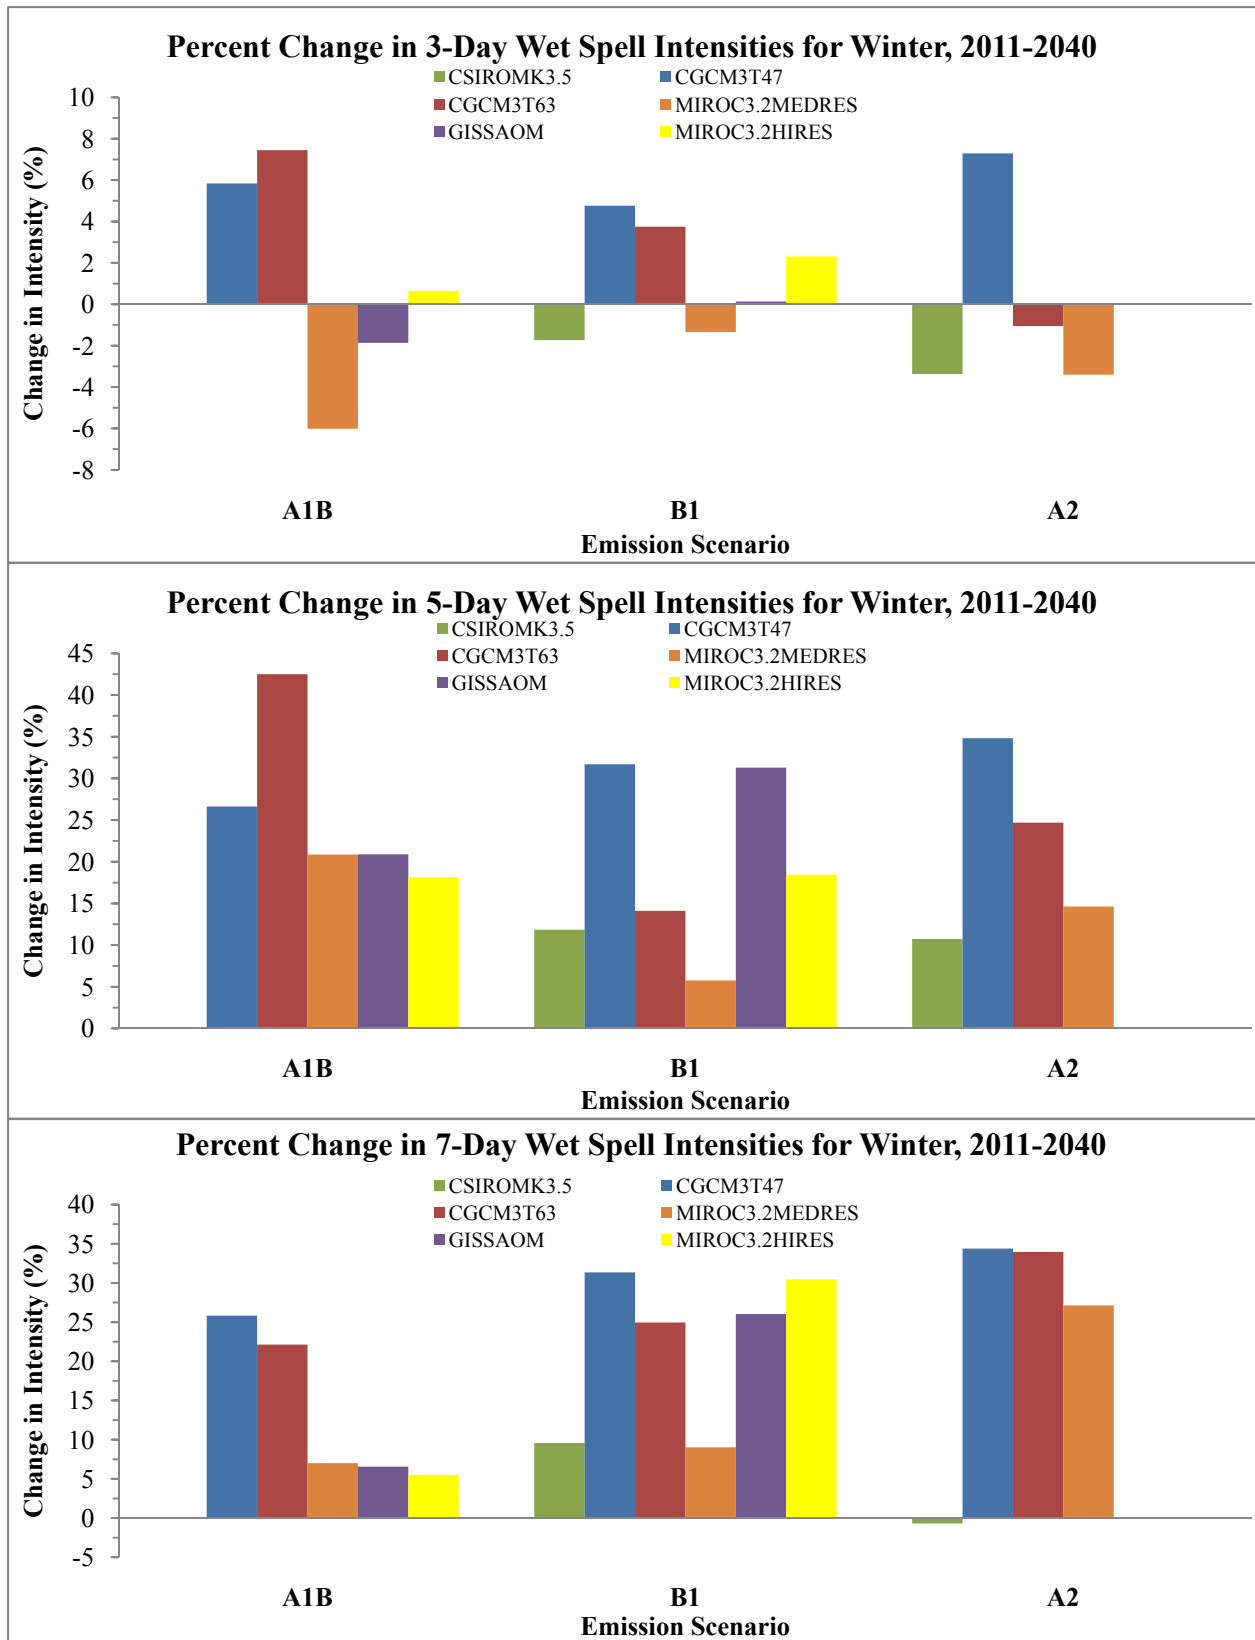 Percent Change in 3-Day Wet Spell Intensities for Winter, 2011-2040
CSIROMK3.5 CGCM3T47
CGCM3T63 MIROC3.2MEDRES
GISSAOM MIROC3.2HIRES
Change in Intensity (%)
10
8
6
4
2
0
-2
-4
-6
-8
A1B B1 A2
Emission Scenario
Percent Change in 5-Day Wet Spell Intensities for Winter, 2011-2040
CSIROMK3.5 CGCM3T47
CGCM3T63 MIROC3.2MEDRES
GISSAOM MIROC3.2HIRES
Change in Intensity (%)
45
40
35
30
25
20
15
10
5
0
A1B B1 A2
Emission Scenario
Percent Change in 7-Day Wet Spell Intensities for Winter, 2011-2040
CSIROMK3.5 CGCM3T47
CGCM3T63 MIROC3.2MEDRES
GISSAOM MIROC3.2HIRES
Change in Intensity (%)
40
35
30
25
20
15
10
5
0
-5
A1B B1 A2
Emission Scenario